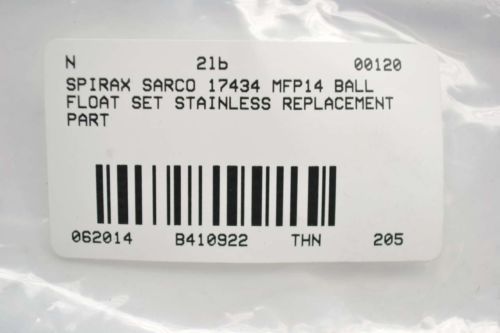 N 21b 00120
SPIRAX SARCO 17434 MFP14 BALL
FLOAT SET STAINLESS REPLACEMENT
PART
062014 B410922 THN 205